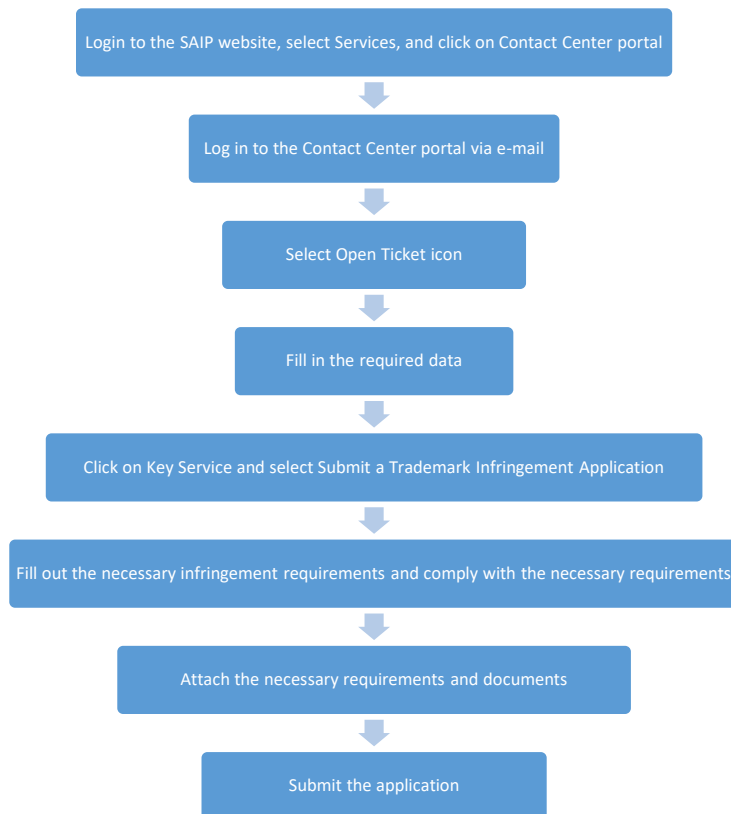 Login to the SAIP website, select Services, and click on Contact Center portal
Log in to the Contact Center portal via e-mail
Select Open Ticket icon
Fill in the required data
Click on Key Service and select Submit a Trademark Infringement Application
Fill out the necessary infringement requirements and comply with the necessary requirements
Attach the necessary requirements and documents
Submit the application